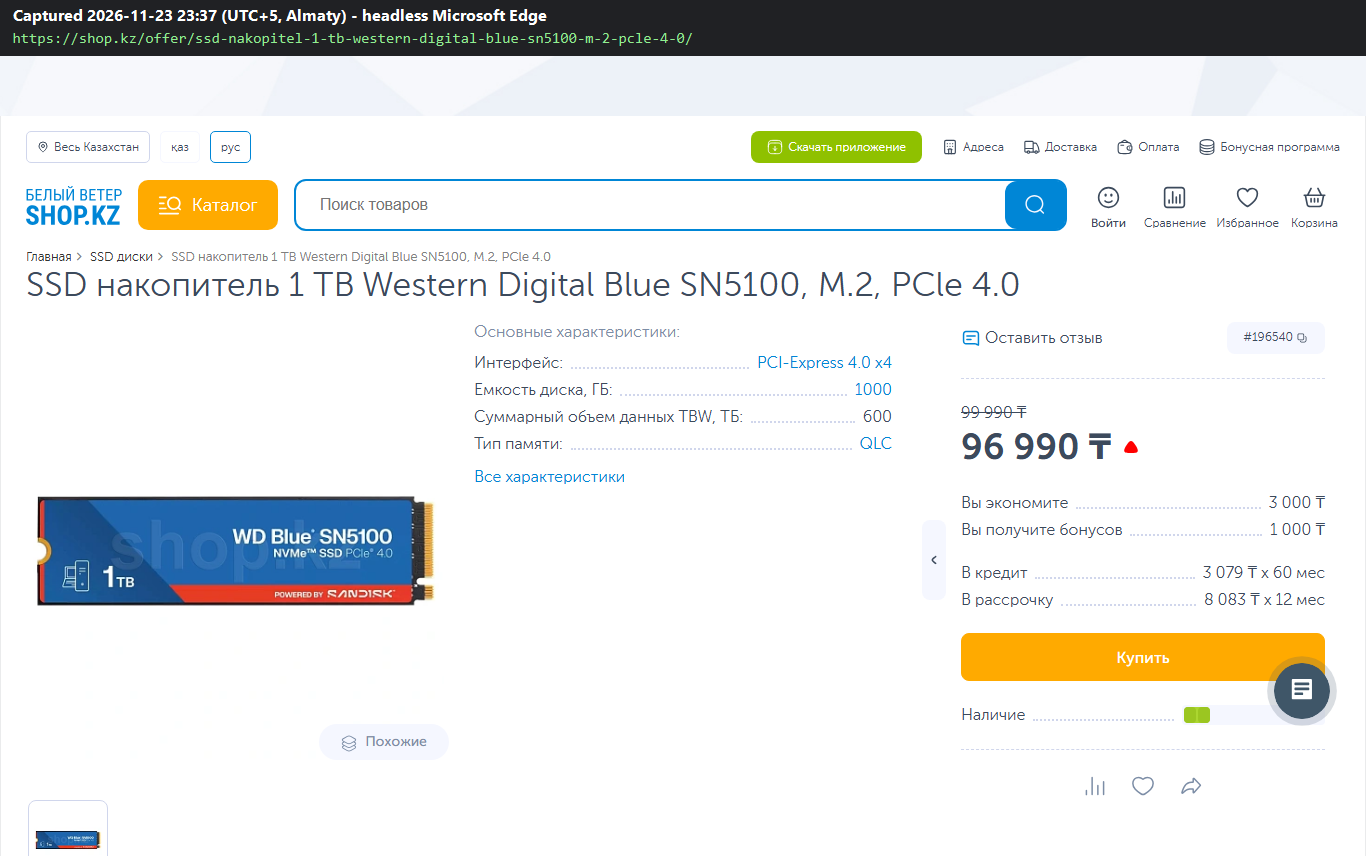 Captured 2026-11-23 23:37 (UTC+5, Almaty) - headless Microsoft Edge
https://shop.kz/offer/ssd-nakopitel-1-tb-western-digital-blue-sn5100-m-2-pcle-4-0/
Весь Казахстан қаз рус Скачать приложение Адреса Доставка Оплата Бонусная программа
БЕЛЫЙ ВЕТЕР
SHOP.KZ
Каталог
Поиск товаров
Войти Сравнение Избранное Корзина
Главная > SSD диски > SSD накопитель 1 TB Western Digital Blue SN5100, M.2, PCle 4.0
SSD накопитель 1 TB Western Digital Blue SN5100, M.2, PCle 4.0
shop.kz
WD Blue® SN5100
NVMe™ SSD PCIe® 4.0
1TB
POWERED BY SANDISK®
Похожие
Основные характеристики:
Интерфейс: PCI-Express 4.0 x4
Емкость диска, ГБ: 1000
Суммарный объем данных TBW, ТБ: 600
Тип памяти: QLC
Все характеристики
Оставить отзыв #196540
99 990 ₸
96 990 ₸
Вы экономите 3 000 ₸
Вы получите бонусов 1 000 ₸
В кредит 3 079 ₸ x 60 мес
В рассрочку 8 083 ₸ x 12 мес
Купить
Наличие